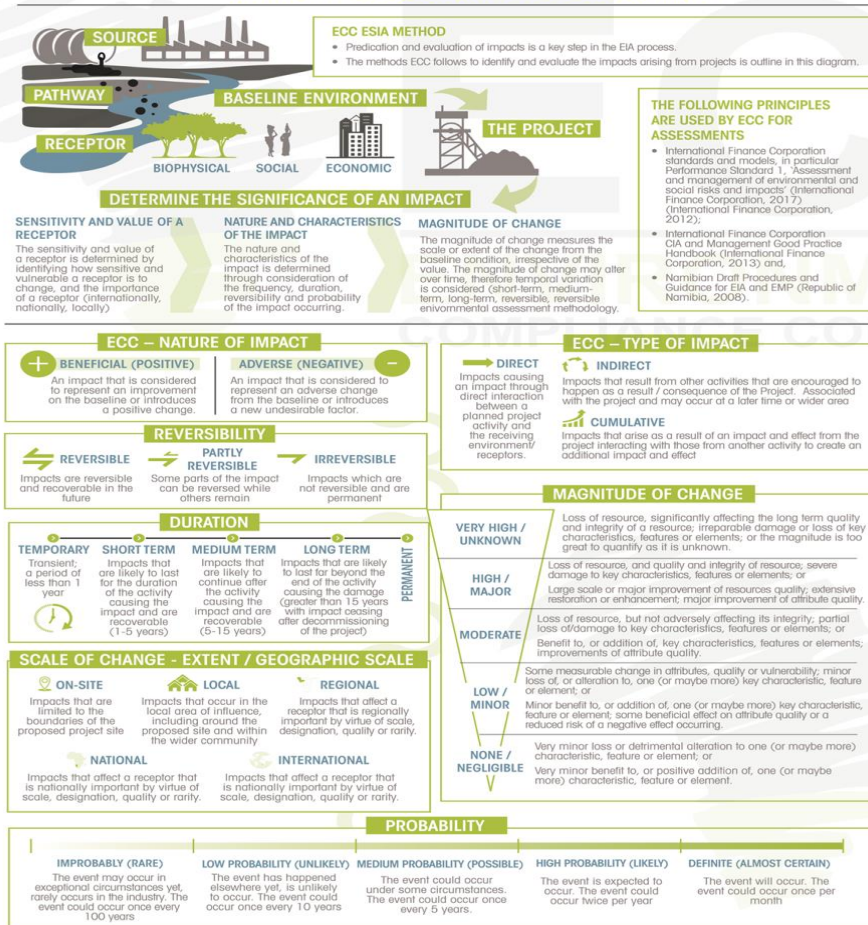 SOURCE
PATHWAY
RECEPTOR
BASELINE ENVIRONMENT
BIOPHYSICAL
SOCIAL
ECONOMIC
THE PROJECT
ECC ESIA METHOD
• Predication and evaluation of impacts is a key step in the EIA process.
• The methods ECC follows to identify and evaluate the impacts arising from projects is outline in this diagram.
THE FOLLOWING PRINCIPLES
ARE USED BY ECC FOR
ASSESSMENTS
• International Finance Corporation
standards and models, in particular
Performance Standard 1, 'Assessment
and management of environmental and
social risks and impacts' (International
Finance Corporation, 2017)
(International Finance Corporation,
2012);
• International Finance Corporation
CIA and Management Good Practice
Handbook (International Finance
Corporation, 2013) and,
• Namibian Draft Procedures and
Guidance for EIA and EMP (Republic of
Namibia, 2008).
DETERMINE THE SIGNIFICANCE OF AN IMPACT
SENSITIVITY AND VALUE OF A
RECEPTOR
The sensitivity and value of
a receptor is determined by
identifying how sensitive and
vulnerable a receptor is to
change, and the importance
of a receptor (internationally,
nationally, locally)
NATURE AND CHARACTERISTICS
OF THE IMPACT
The nature and
characteristics of the
impact is determined
through consideration of
the frequency, duration,
reversibility and probability
of the impact occurring.
MAGNITUDE OF CHANGE
The magnitude of change measures the
scale or extent of the change from the
baseline condition, irrespective of the
value. The magnitude of change may alter
over time, therefore temporal variation
is considered (short-term, medium-
term, long-term, reversible, reversible
envirormental assessment methodology.
COMPLIANCE CO
ECC – NATURE OF IMPACT
BENEFICIAL (POSITIVE)
An impact that is considered
to represent an improvement
on the baseline or introduces
a positive change.
ADVERSE (NEGATIVE)
An impact that is considered to
represent an adverse change
from the baseline or introduces
a new undesirable factor.
ECC – TYPE OF IMPACT
DIRECT
Impacts causing
an impact through
direct interaction
between a
planned project
activity and
the receiving
environment/
receptors.
INDIRECT
Impacts that result from other activities that are encouraged to
happen as a result / consequence of the Project. Associated
with the project and may occur at a later time or wider area
CUMULATIVE
Impacts that arise as a result of an impact and effect from the
project interacting with those from another activity to create an
additional impact and effect
REVERSIBILITY
REVERSIBLE
Impacts are reversible
and recoverable in the
future
PARTLY
REVERSIBLE
Some parts of the impact
can be reversed while
others remain
IRREVERSIBLE
Impacts which are
not reversible and are
permanent
DURATION
TEMPORARY
Transient;
a period of
less than 1
year
SHORT TERM
Impacts that
are likely to last
for the duration
of the activity
causing the
impact and are
recoverable
(1-5 years)
MEDIUM TERM
Impacts that
are likely to
continue after
the activity
causing the
impact and are
recoverable
(5-15 years)
LONG TERM
Impacts that are likely
to last far beyond the
end of the activity
causing the damage
(greater than 15 years
with impact ceasing
after decommissioning
of the project)
PERMANENT
MAGNITUDE OF CHANGE
VERY HIGH /
UNKNOWN
Loss of resource, significantly affecting the long term quality
and integrity of a resource; irreparable damage or loss of key
characteristics, features or elements; or the magnitude is too
great to quantify as it is unknown.
HIGH /
MAJOR
Loss of resource, and quality and integrity of resource; severe
damage to key characteristics, features or elements; or
Large scale or major improvement of resources quality; extensive
restoration or enhancement; major improvement of attribute quality.
MODERATE
Loss of resource, but not adversely affecting its integrity; partial
loss of/damage to key characteristics, features or elements; or
Benefit to, or addition of, key characteristics, features or elements;
improvements of attribute quality.
LOW /
MINOR
Some measurable change in attributes, quality or vulnerability; minor
loss of, or alteration to, one (or maybe more) key characteristic, feature
or element; or
Minor benefit to, or addition of, one (or maybe more) key characteristic,
feature or element; some beneficial effect on attribute quality or a
reduced risk of a negative effect occurring.
NONE /
NEGLIGIBLE
Very minor loss or detrimental alteration to one (or maybe more)
characteristic, feature or element; or
Very minor benefit to, or positive addition of, one (or maybe
more) characteristic, feature or element.
SCALE OF CHANGE - EXTENT / GEOGRAPHIC SCALE
ON-SITE
Impacts that are
limited to the
boundaries of the
proposed project site
LOCAL
Impacts that occur in the
local area of influence,
including around the
proposed site and within
the wider community
REGIONAL
Impacts that affect a
receptor that is regionally
important by virtue of scale,
designation, quality or rarity.
NATIONAL
Impacts that affect a receptor that
is nationally important by virtue of
scale, designation, quality or rarity.
INTERNATIONAL
Impacts that affect a receptor that
is nationally important by virtue of
scale, designation, quality or rarity.
PROBABILITY
IMPROBABLY (RARE)
The event may occur in
exceptional circumstances yet,
rarely occurs in the industry. The
event could occur once every
100 years
LOW PROBABILITY (UNLIKELY)
The event has happened
elsewhere yet, is unlikely
to occur. The event could
occur once every 10 years
MEDIUM PROBABILITY (POSSIBLE)
The event could occur
under some circumstances.
The event could occur once
every 5 years.
HIGH PROBABILITY (LIKELY)
The event is expected to
occur. The event could
occur twice per year
DEFINITE (ALMOST CERTAIN)
The event will occur. The
event could occur once per
month